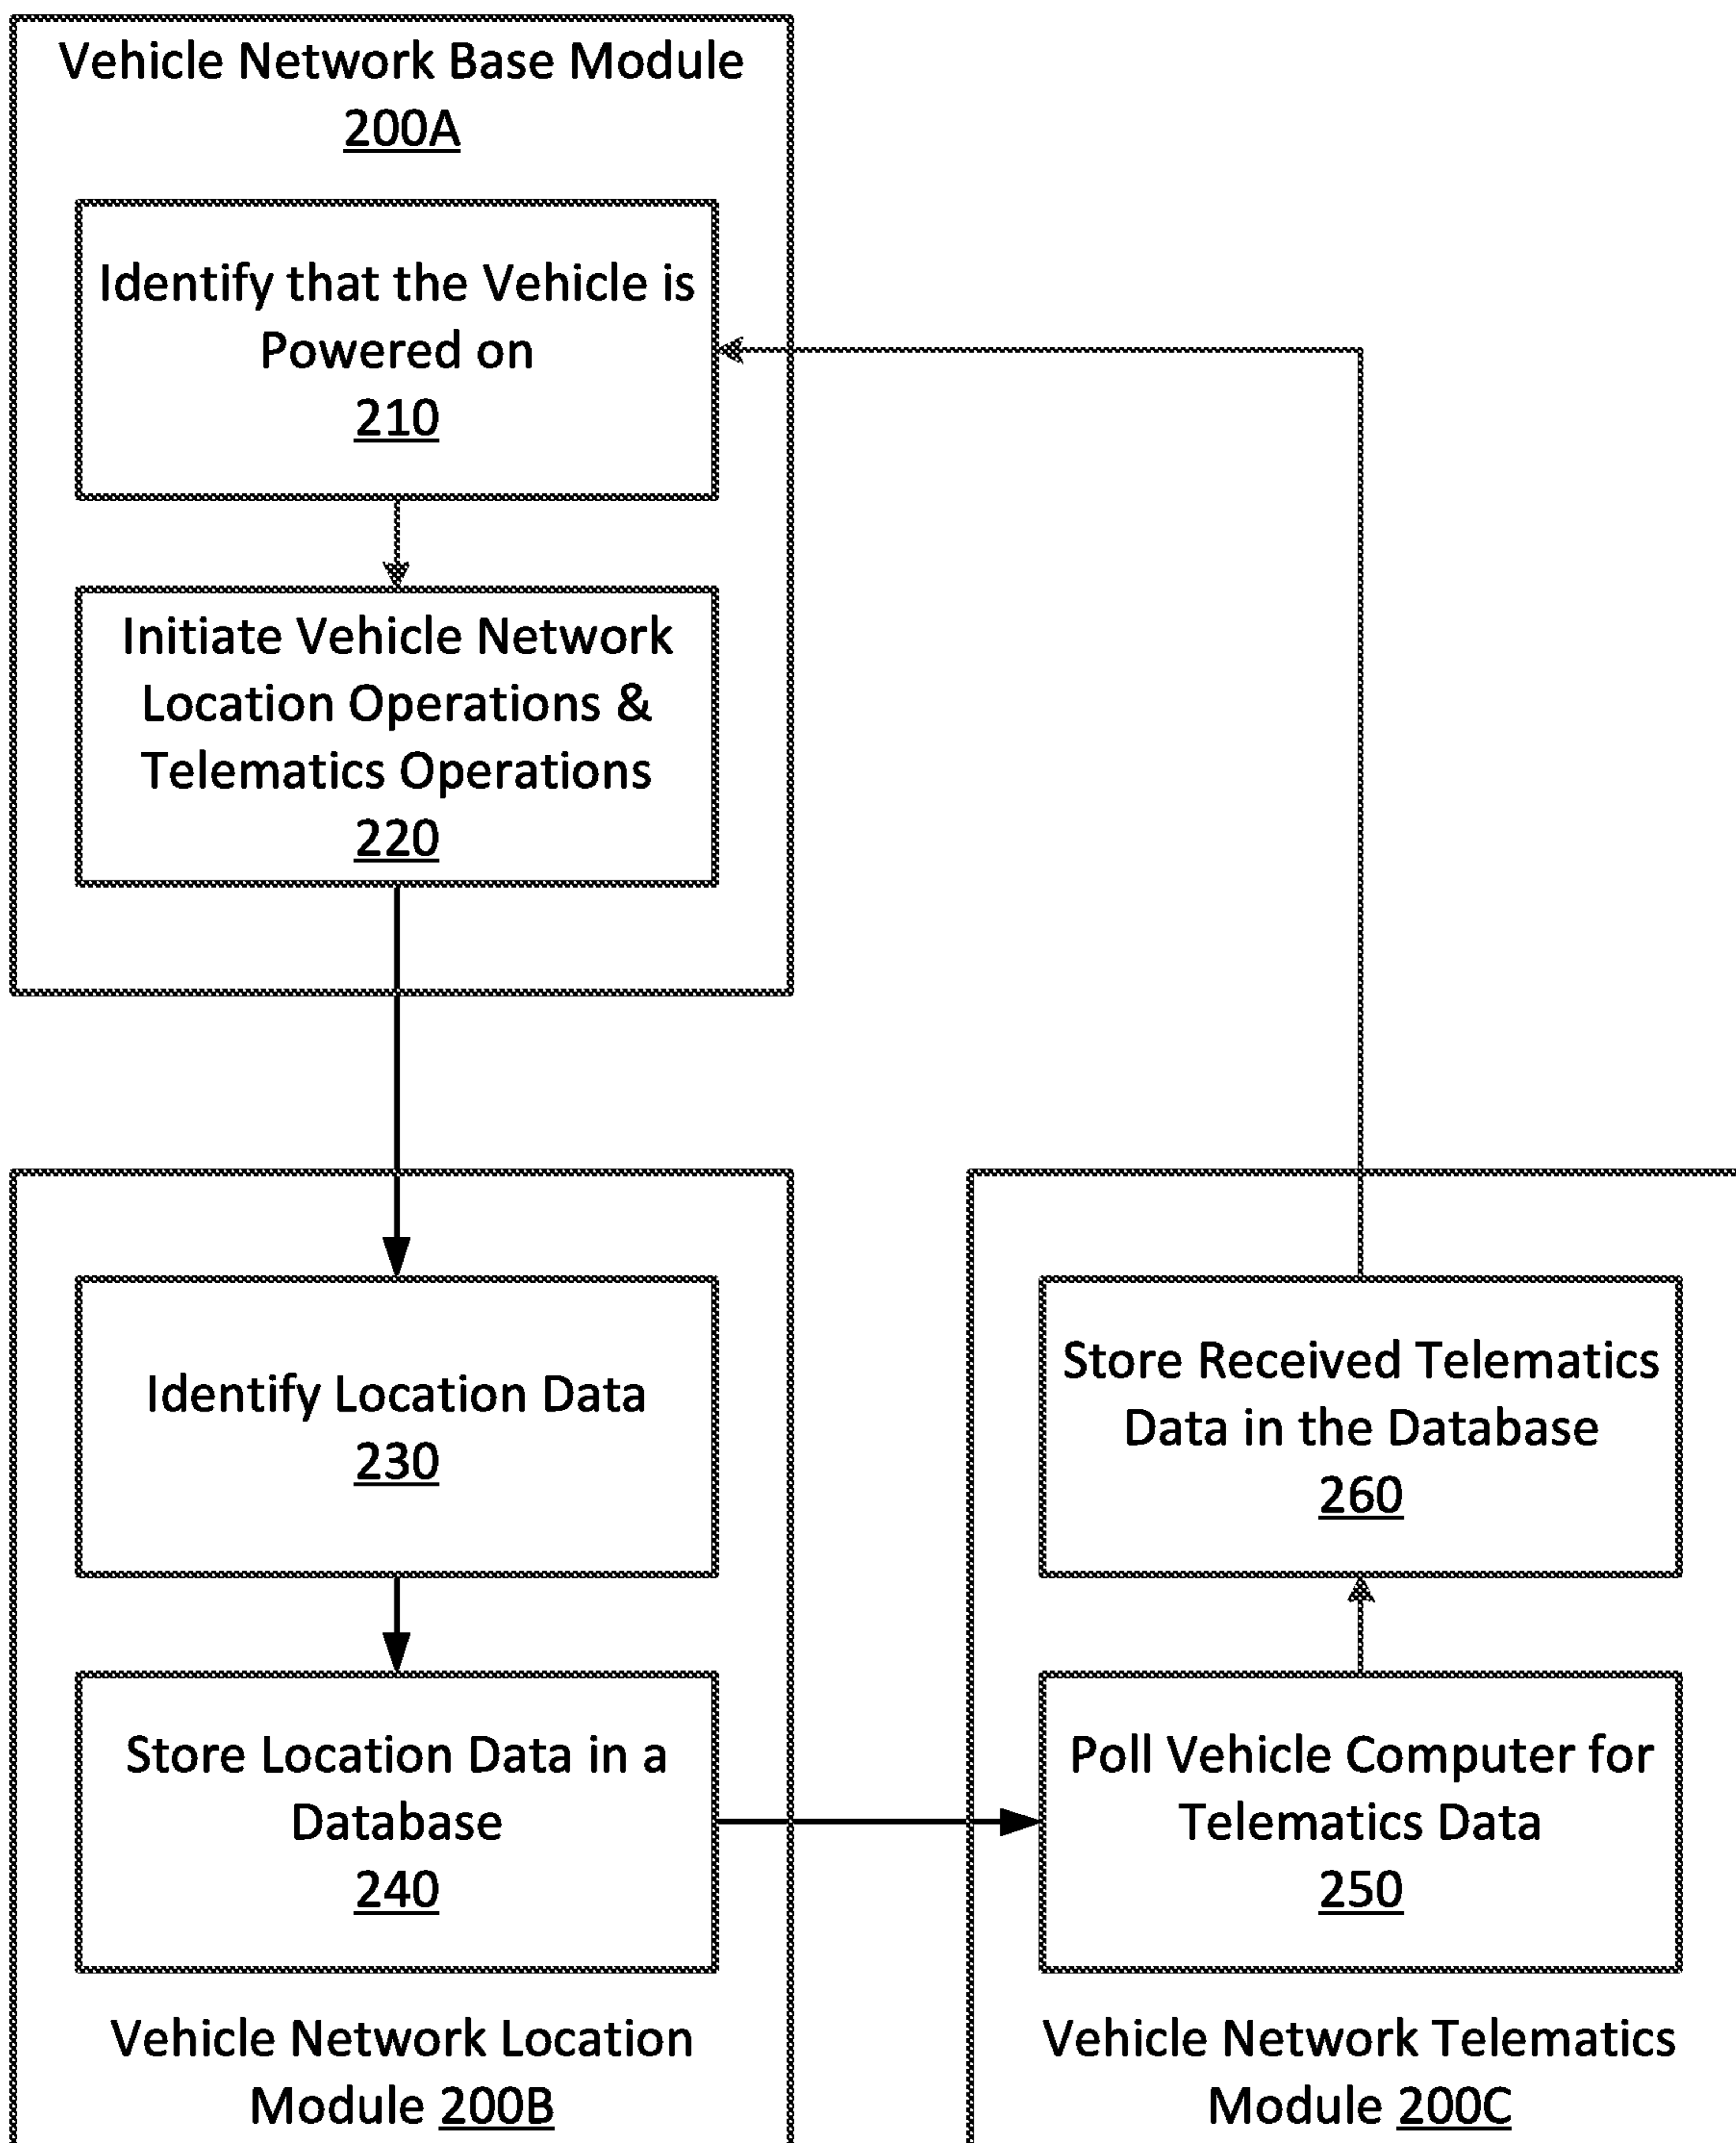 Vehicle Network Base Module
200A
Identify that the Vehicle is
Powered on
210
Initiate Vehicle Network
Location Operations &
Telematics Operations
220
Identify Location Data
230
Store Location Data in a
Database
240
Vehicle Network Location
Module 200B
Store Received Telematics
Data in the Database
260
Poll Vehicle Computer for
Telematics Data
250
Vehicle Network Telematics
Module 200C